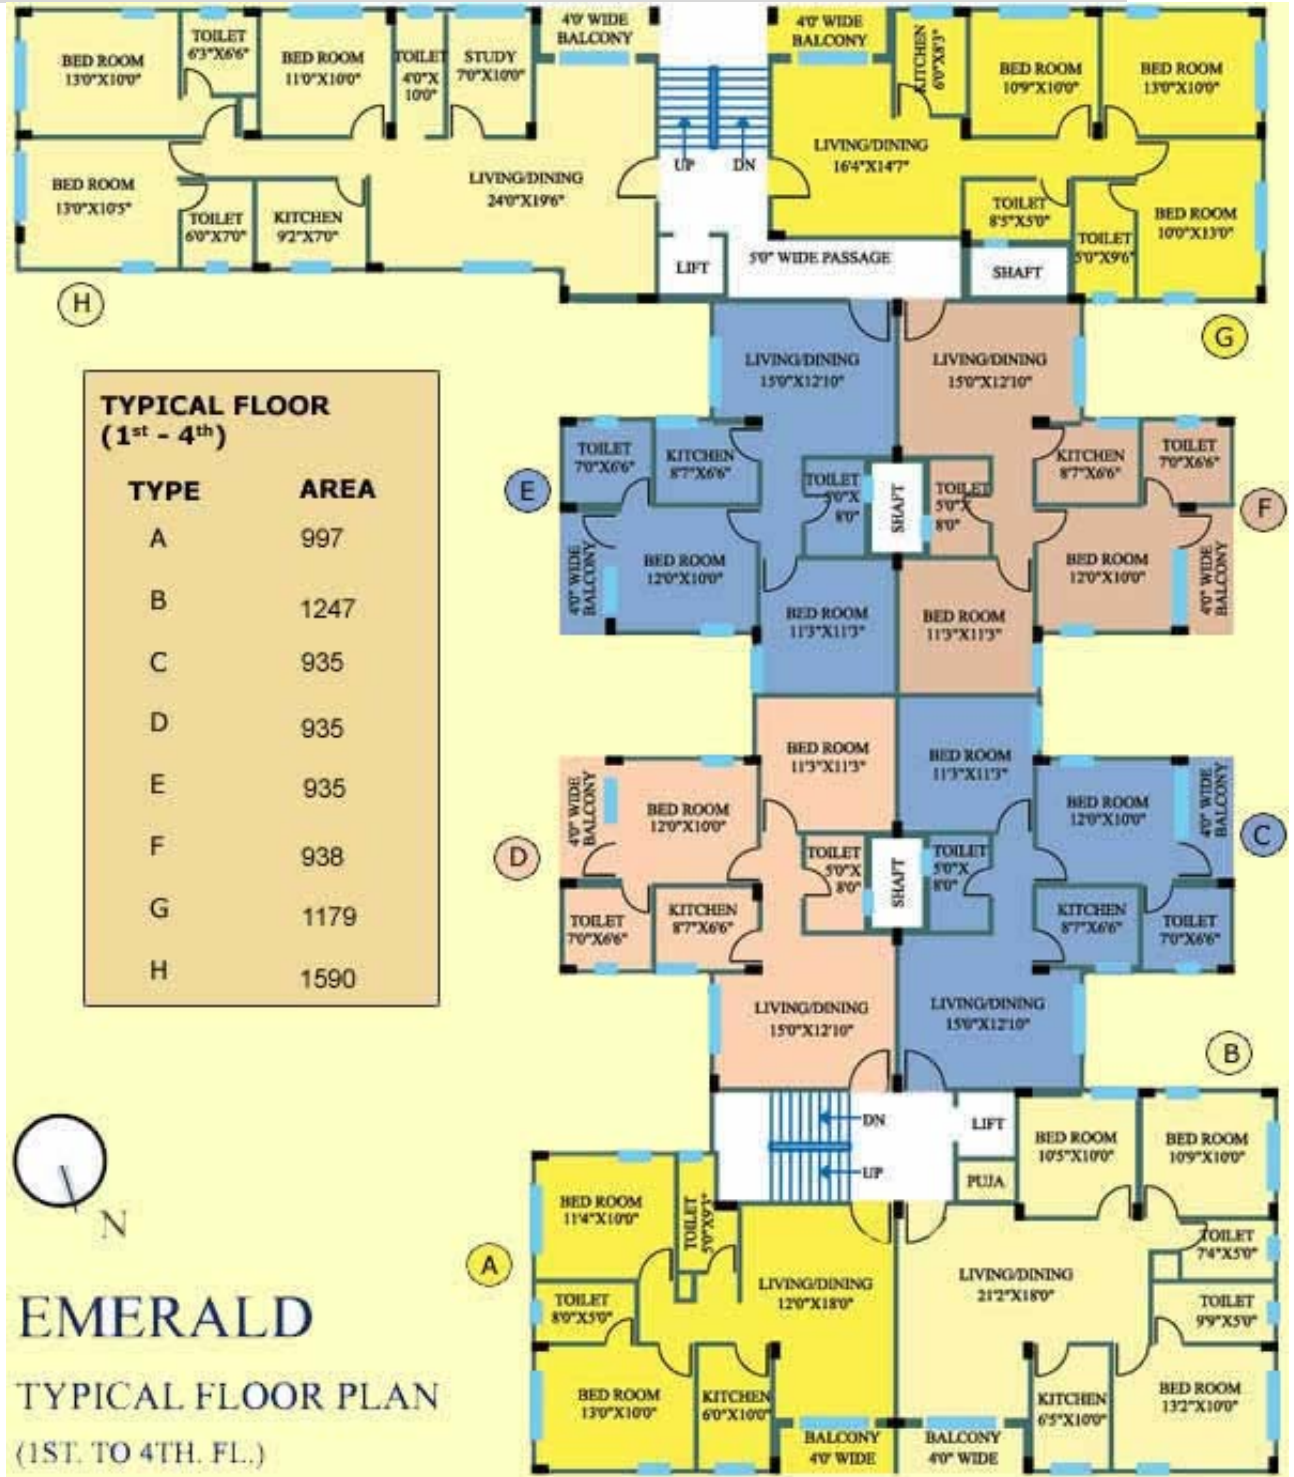 BED ROOM
13'0"X10'0"
TOILET
6'3"X6'6"
BED ROOM
11'0"X10'0"
TOILET
4'0"X
10'0"
STUDY
7'0"X10'0"
4'0' WIDE
BALCONY
4'0' WIDE
BALCONY
KITCHEN
6'0"X8'3"
BED ROOM
10'9"X10'0"
BED ROOM
13'0"X10'0"
BED ROOM
13'0"X10'5"
TOILET
6'0"X7'0"
KITCHEN
9'2"X7'0"
LIVING/DINING
24'0"X19'6"
UP
DN
LIVING/DINING
16'4"X14'7"
TOILET
8'5"X5'0"
TOILET
5'0"X9'6"
BED ROOM
10'0"X13'0"
LIFT
5'0" WIDE PASSAGE
SHAFT
H
G
LIVING/DINING
15'0"X12'10"
LIVING/DINING
15'0"X12'10"
TYPICAL FLOOR
(1st - 4th)
TYPE AREA
A 997
B 1247
C 935
D 935
E 935
F 938
G 1179
H 1590
E
TOILET
7'0"X6'6"
KITCHEN
8'7"X6'6"
TOILET
5'0"X
8'0"
SHAFT
TOILET
5'0"X
8'0"
KITCHEN
8'7"X6'6"
TOILET
7'0"X6'6"
F
4'0" WIDE
BALCONY
BED ROOM
12'0"X10'0"
BED ROOM
11'3"X11'3"
BED ROOM
11'3"X11'3"
BED ROOM
12'0"X10'0"
4'0" WIDE
BALCONY
BED ROOM
11'3"X11'3"
BED ROOM
11'3"X11'3"
4'0" WIDE
BALCONY
BED ROOM
12'0"X10'0"
BED ROOM
12'0"X10'0"
4'0" WIDE
BALCONY
D
C
TOILET
7'0"X6'6"
KITCHEN
8'7"X6'6"
TOILET
5'0"X
8'0"
SHAFT
TOILET
5'0"X
8'0"
KITCHEN
8'7"X6'6"
TOILET
7'0"X6'6"
LIVING/DINING
15'0"X12'10"
LIVING/DINING
15'0"X12'10"
B
DN
UP
LIFT
PUJA
BED ROOM
10'5"X10'0"
BED ROOM
10'9"X10'0"
A
BED ROOM
11'4"X10'0"
TOILET
5'0"X9'3"
TOILET
8'0"X5'0"
LIVING/DINING
12'0"X18'0"
LIVING/DINING
21'2"X18'0"
TOILET
7'4"X5'0"
TOILET
9'9"X5'0"
BED ROOM
13'0"X10'0"
KITCHEN
6'0"X10'0"
BALCONY
4'0' WIDE
BALCONY
4'0" WIDE
KITCHEN
6'5"X10'0"
BED ROOM
13'2"X10'0"
N
EMERALD
TYPICAL FLOOR PLAN
(1ST. TO 4TH. FL.)